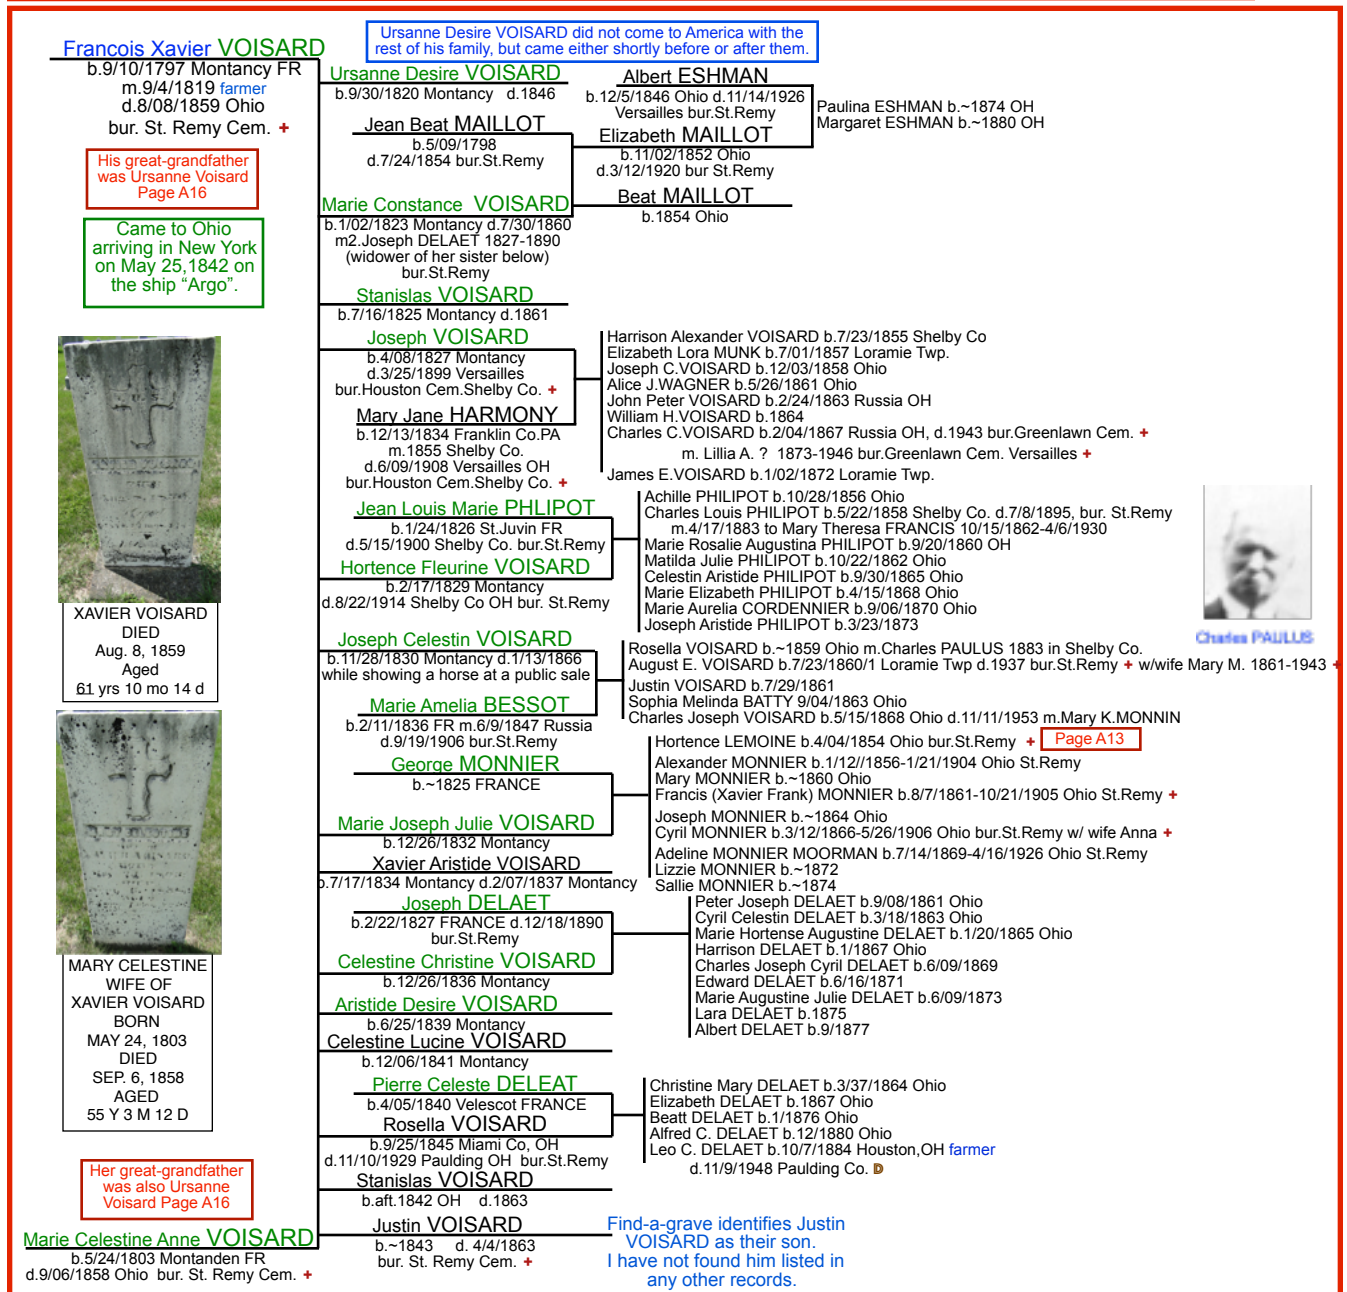 Francois Xavier VOISARD
b.9/10/1797 Montancy FR
m.9/4/1819 farmer
d.8/08/1859 Ohio
bur. St. Remy Cem. +
His great-grandfather
was Ursanne Voisard
Page A16
Came to Ohio
arriving in New York
on May 25,1842 on
the ship “Argo”.
XAVIER VOISARD
DIED
Aug. 8, 1859
Aged
61 yrs 10 mo 14 d
MARY CELESTINE
WIFE OF
XAVIER VOISARD
BORN
MAY 24, 1803
DIED
SEP. 6, 1858
AGED
55 Y 3 M 12 D
Her great-grandfather
was also Ursanne
Voisard Page A16
Marie Celestine Anne VOISARD
b.5/24/1803 Montanden FR
d.9/06/1858 Ohio bur. St. Remy Cem. +
Ursanne Desire VOISARD did not come to America with the
rest of his family, but came either shortly before or after them.
Ursanne Desire VOISARD
b.9/30/1820 Montancy d.1846
Jean Beat MAILLOT
b.5/09/1798
d.7/24/1854 bur.St.Remy
Marie Constance VOISARD
b.1/02/1823 Montancy d.7/30/1860
m2.Joseph DELAET 1827-1890
(widower of her sister below)
bur.St.Remy
Albert ESHMAN
b.12/5/1846 Ohio d.11/14/1926
Versailles bur.St.Remy
Elizabeth MAILLOT
b.11/02/1852 Ohio
d.3/12/1920 bur St.Remy
Beat MAILLOT
b.1854 Ohio
Paulina ESHMAN b.~1874 OH
Margaret ESHMAN b.~1880 OH
Stanislas VOISARD
b.7/16/1825 Montancy d.1861
Joseph VOISARD
b.4/08/1827 Montancy
d.3/25/1899 Versailles
bur.Houston Cem.Shelby Co. +
Mary Jane HARMONY
b.12/13/1834 Franklin Co.PA
m.1855 Shelby Co.
d.6/09/1908 Versailles OH
bur.Houston Cem.Shelby Co. +
Harrison Alexander VOISARD b.7/23/1855 Shelby Co
Elizabeth Lora MUNK b.7/01/1857 Loramie Twp.
Joseph C.VOISARD b.12/03/1858 Ohio
Alice J.WAGNER b.5/26/1861 Ohio
John Peter VOISARD b.2/24/1863 Russia OH
William H.VOISARD b.1864
Charles C.VOISARD b.2/04/1867 Russia OH, d.1943 bur.Greenlawn Cem. +
m. Lillia A. ? 1873-1946 bur.Greenlawn Cem. Versailles +
James E.VOISARD b.1/02/1872 Loramie Twp.
Jean Louis Marie PHLIPOT
b.1/24/1826 St.Juvin FR
d.5/15/1900 Shelby Co. bur.St.Remy
Hortence Fleurine VOISARD
b.2/17/1829 Montancy
d.8/22/1914 Shelby Co OH bur. St.Remy
Achille PHILIPOT b.10/28/1856 Ohio
Charles Louis PHILIPOT b.5/22/1858 Shelby Co. d.7/8/1895, bur. St.Remy
m.4/17/1883 to Mary Theresa FRANCIS 10/15/1862-4/6/1930
Marie Rosalie Augustina PHILIPOT b.9/20/1860 OH
Matilda Julie PHILIPOT b.10/22/1862 Ohio
Celestin Aristide PHILIPOT b.9/30/1865 Ohio
Marie Elizabeth PHILIPOT b.4/15/1868 Ohio
Marie Aurelia CORDENNIER b.9/06/1870 Ohio
Joseph Aristide PHILIPOT b.3/23/1873
Charles PAULUS
Joseph Celestin VOISARD
b.11/28/1830 Montancy d.1/13/1866
while showing a horse at a public sale
Marie Amelia BESSOT
b.2/11/1836 FR m.6/9/1847 Russia
d.9/19/1906 bur.St.Remy
Rosella VOISARD b.~1859 Ohio m.Charles PAULUS 1883 in Shelby Co.
August E. VOISARD b.7/23/1860/1 Loramie Twp d.1937 bur.St.Remy + w/wife Mary M. 1861-1943 +
Justin VOISARD b.7/29/1861
Sophia Melinda BATTY 9/04/1863 Ohio
Charles Joseph VOISARD b.5/15/1868 Ohio d.11/11/1953 m.Mary K.MONNIN
George MONNIER
b.~1825 FRANCE
Marie Joseph Julie VOISARD
b.12/26/1832 Montancy
Hortence LEMOINE b.4/04/1854 Ohio bur.St.Remy +
Page A13
Alexander MONNIER b.1/12//1856-1/21/1904 Ohio St.Remy
Mary MONNIER b.~1860 Ohio
Francis (Xavier Frank) MONNIER b.8/7/1861-10/21/1905 Ohio St.Remy +
Joseph MONNIER b.~1864 Ohio
Cyril MONNIER b.3/12/1866-5/26/1906 Ohio bur.St.Remy w/ wife Anna +
Adeline MONNIER MOORMAN b.7/14/1869-4/16/1926 Ohio St.Remy
Lizzie MONNIER b.~1872
Sallie MONNIER b.~1874
Xavier Aristide VOISARD
b.7/17/1834 Montancy d.2/07/1837 Montancy
Joseph DELAET
b.2/22/1827 FRANCE d.12/18/1890
bur.St.Remy
Celestine Christine VOISARD
b.12/26/1836 Montancy
Peter Joseph DELAET b.9/08/1861 Ohio
Cyril Celestin DELAET b.3/18/1863 Ohio
Marie Hortense Augustine DELAET b.1/20/1865 Ohio
Harrison DELAET b.1/1867 Ohio
Charles Joseph Cyril DELAET b.6/09/1869
Edward DELAET b.6/16/1871
Marie Augustine Julie DELAET b.6/09/1873
Lara DELAET b.1875
Albert DELAET b.9/1877
Aristide Desire VOISARD
b.6/25/1839 Montancy
Celestine Lucine VOISARD
b.12/06/1841 Montancy
Pierre Celeste DELEAT
b.4/05/1840 Velescot FRANCE
Rosella VOISARD
b.9/25/1845 Miami Co, OH
d.11/10/1929 Paulding OH bur.St.Remy
Christine Mary DELAET b.3/37/1864 Ohio
Elizabeth DELAET b.1867 Ohio
Beatt DELAET b.1/1876 Ohio
Alfred C. DELAET b.12/1880 Ohio
Leo C. DELAET b.10/7/1884 Houston,OH farmer
d.11/9/1948 Paulding Co. D
Stanislas VOISARD
b.aft.1842 OH d.1863
Justin VOISARD
b.~1843 d. 4/4/1863
bur. St. Remy Cem. +
Find-a-grave identifies Justin
VOISARD as their son.
I have not found him listed in
any other records.